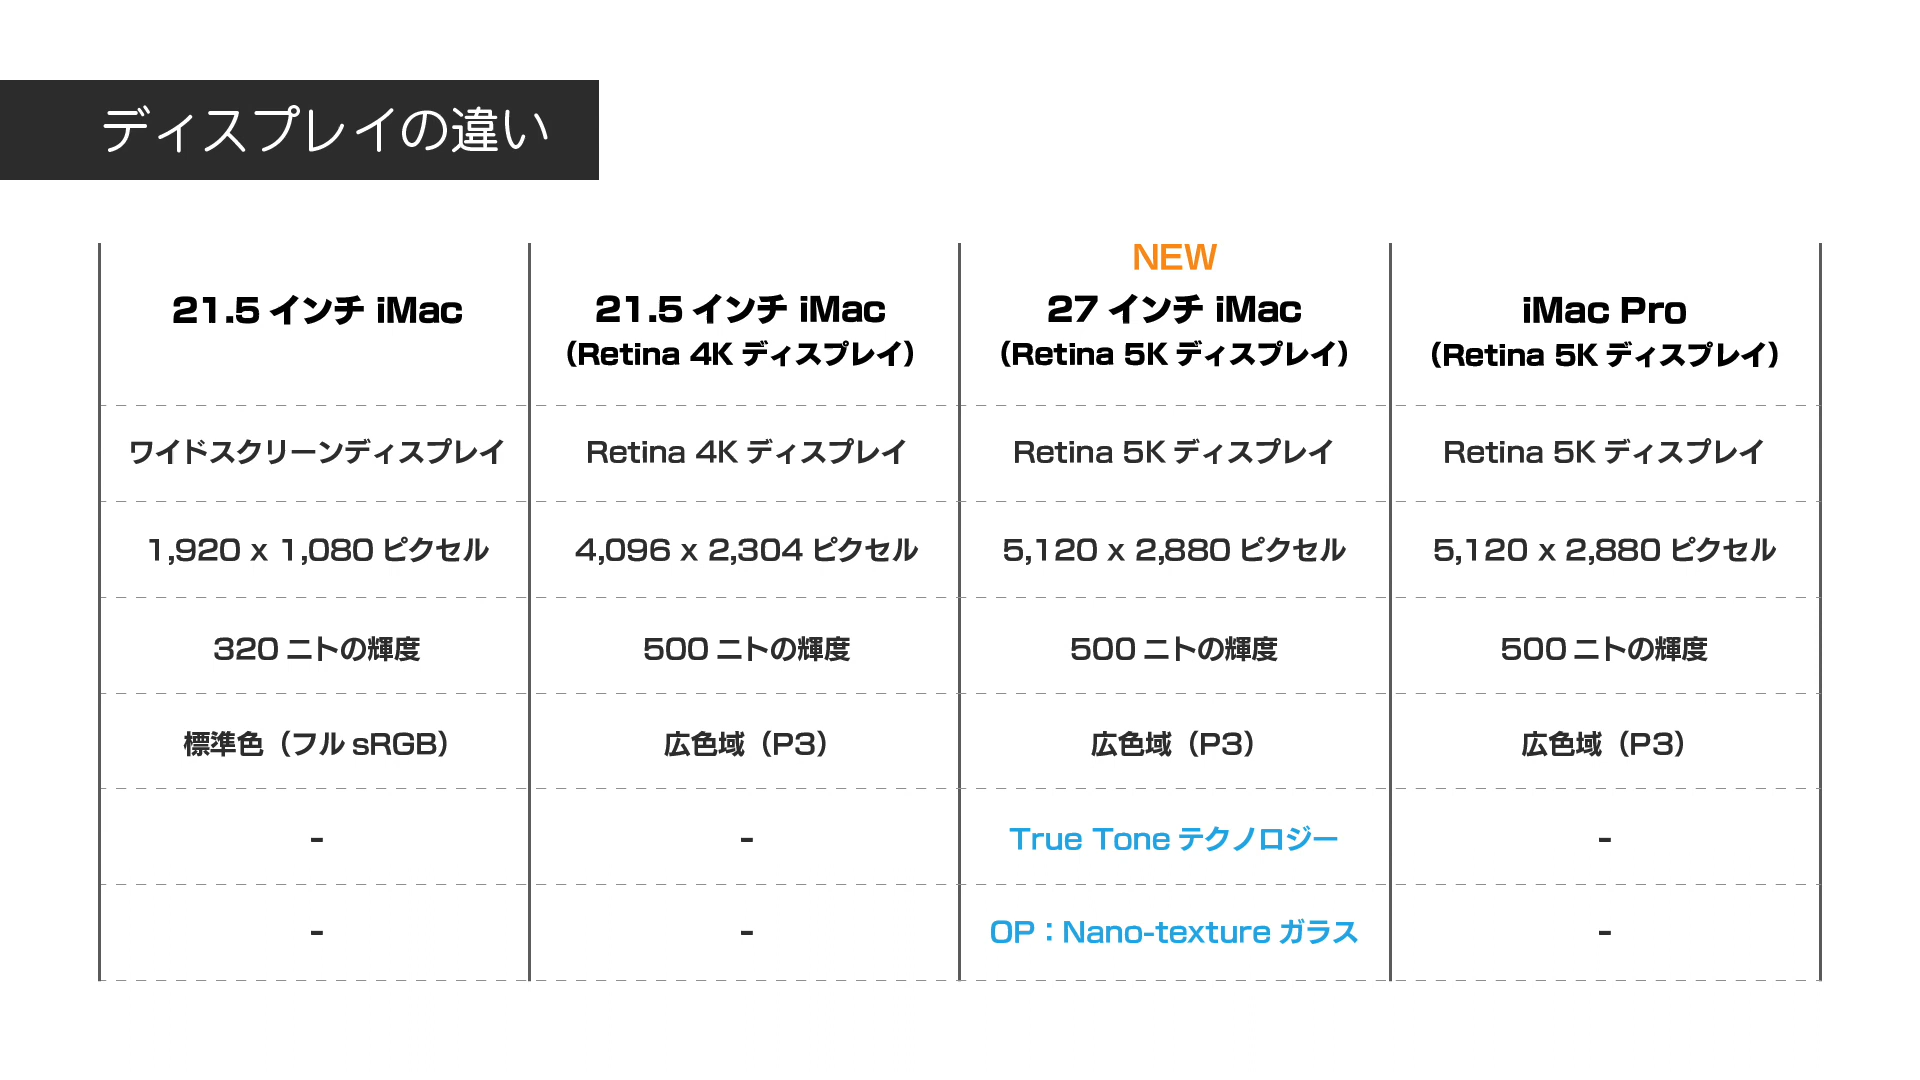 ディスプレイの違い
NEW
21.5 インチ iMac
21.5 インチ iMac
27 インチ iMac
iMac Pro
（Retina 4K ディスプレイ）
（Retina 5K ディスプレイ）
（Retina 5K ディスプレイ）
ワイドスクリーンディスプレイ
Retina 4K ディスプレイ
Retina 5K ディスプレイ
Retina 5K ディスプレイ
1,920 x 1,080 ピクセル
4,096 x 2,304 ピクセル
5,120 x 2,880 ピクセル
5,120 x 2,880 ピクセル
320 ニトの輝度
500 ニトの輝度
500 ニトの輝度
500 ニトの輝度
標準色（フル sRGB）
広色域（P3）
広色域（P3）
広色域（P3）
-
-
True Tone テクノロジー
-
-
-
OP：Nano-texture ガラス
-